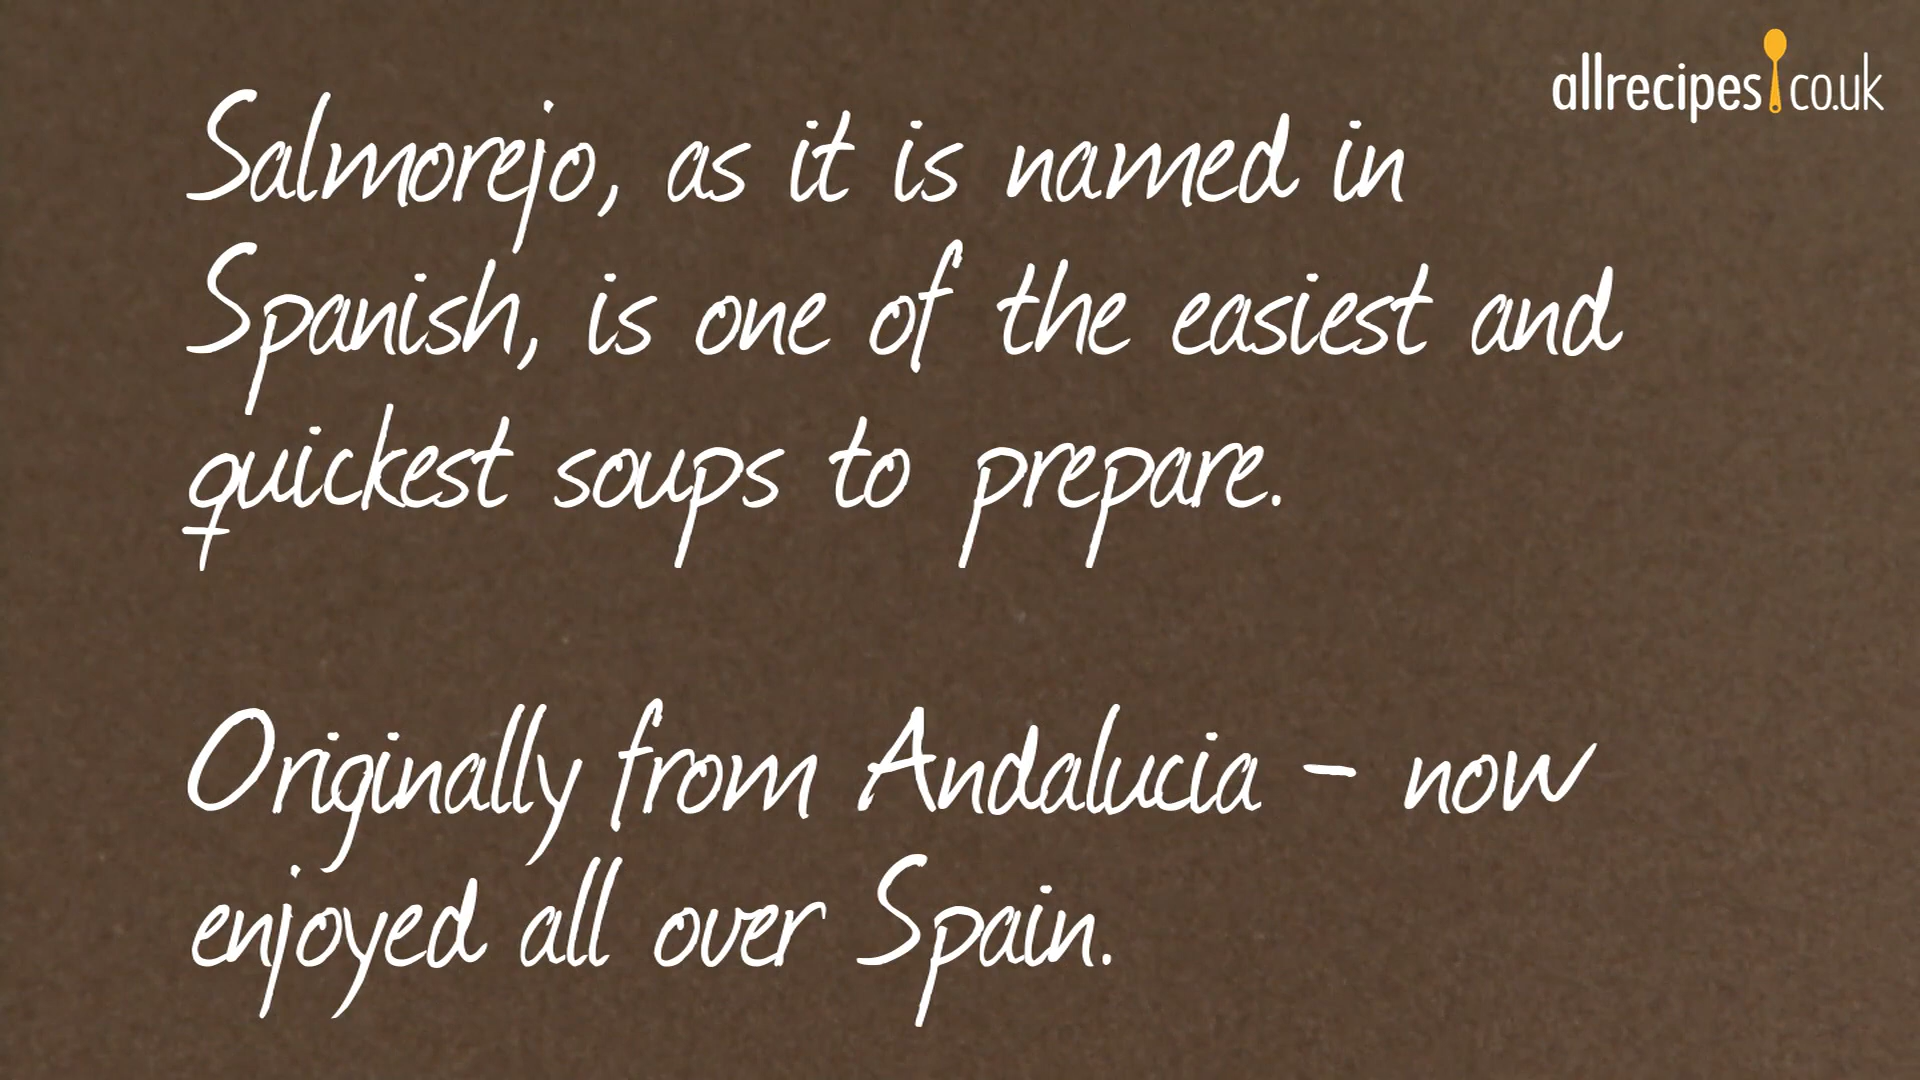 allrecipes.co.uk
Salmorejo, as it is named in
Spanish, is one of the easiest and
quickest soups to prepare.
Originally from Andalucia - now
enjoyed all over Spain.